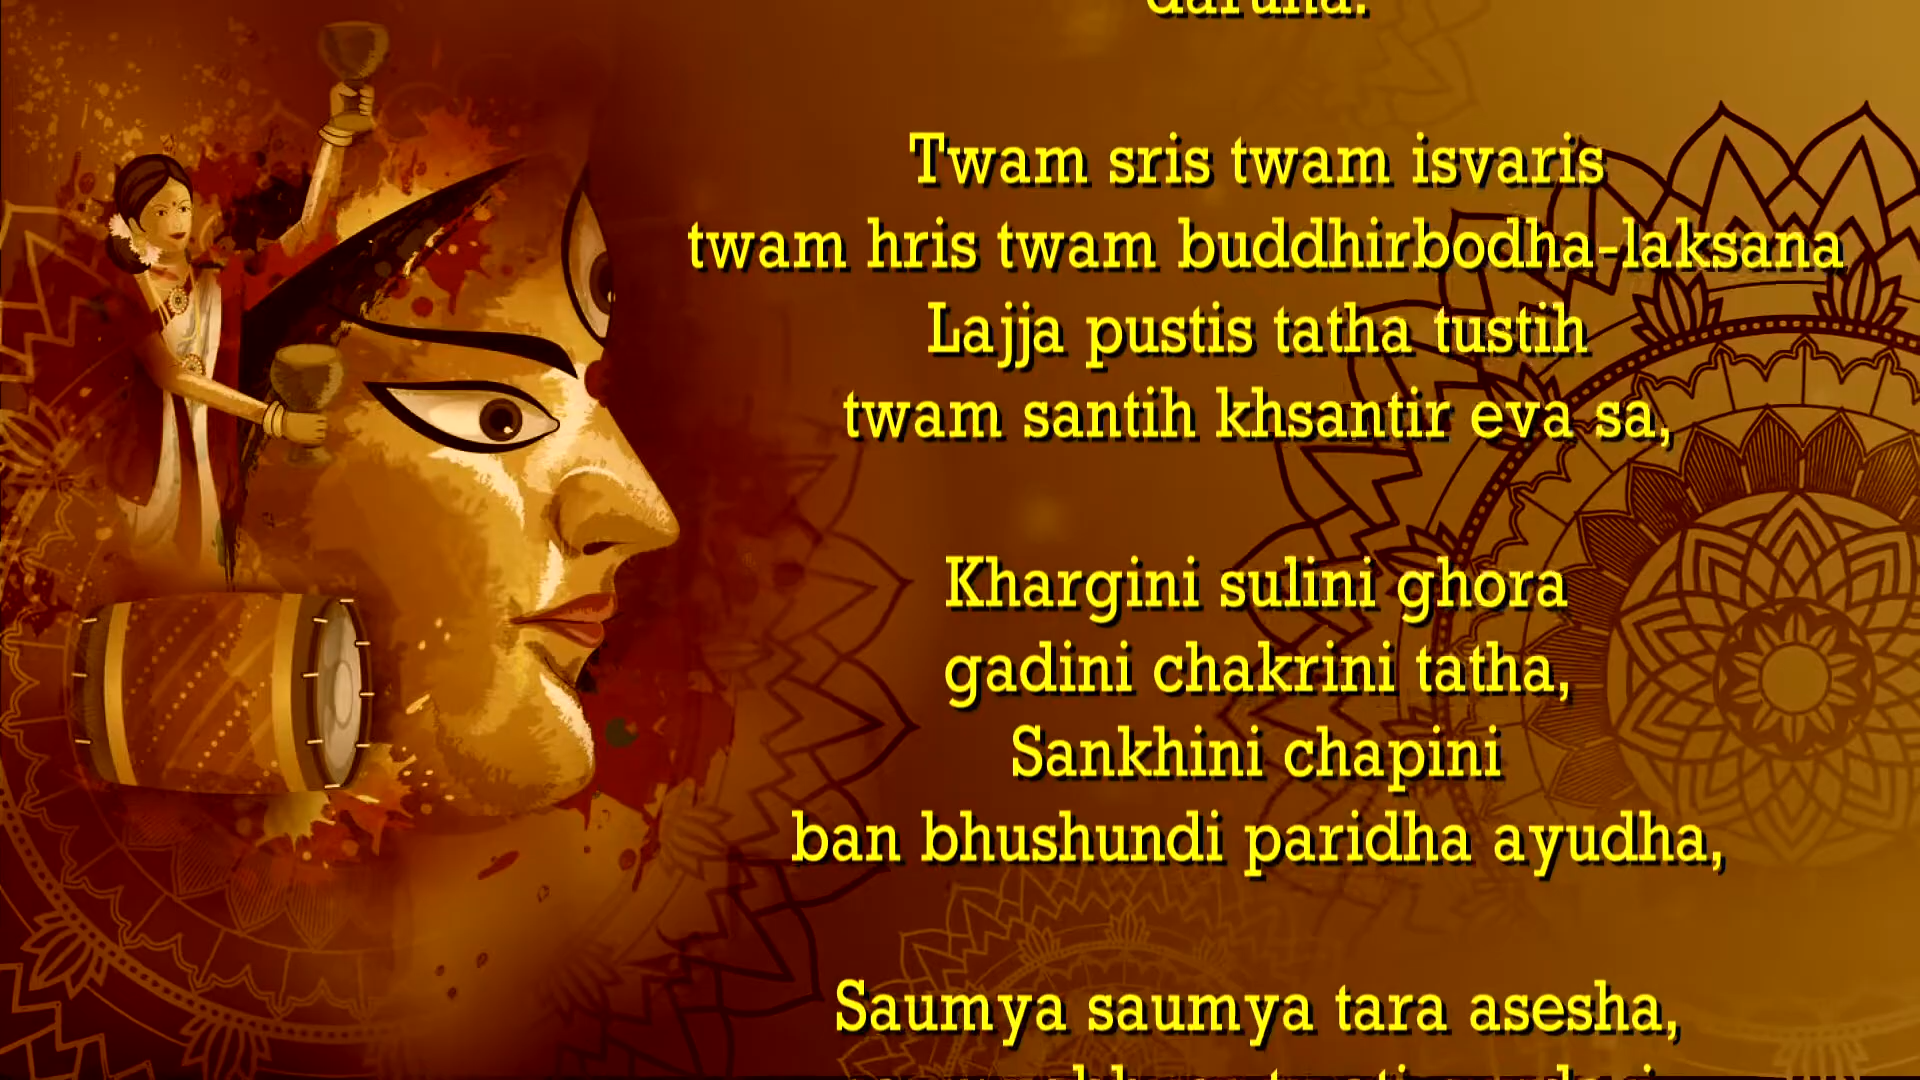 Twam sris twam isvaris
twam hris twam buddhirbodha-laksana
Lajja pustis tatha tustih
twam santih khsantir eva sa,
Khargini sulini ghora
gadini chakrini tatha,
Sankhini chapini
ban bhushundi paridha ayudha,
Saumya saumya tara asesha,